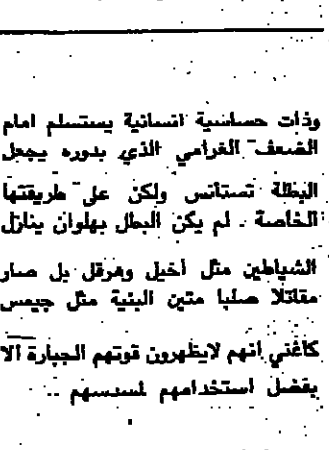 وذات حساسية انسانية يستسلم امام
الضعف الغرامي الذي بدوره يجعل
البطلة تستأنس ولكن على طريقتها
الخاصة . لم يكن البطل بهلوان ينازل
الشياطين مثل أخيل وهرقل بل صار
مقاتلا صلبا متين البنية مثل جيمس
كاغني انهم لايظهرون قوتهم الجبارة الا
بفضل استخدامهم لمسدسهم ..